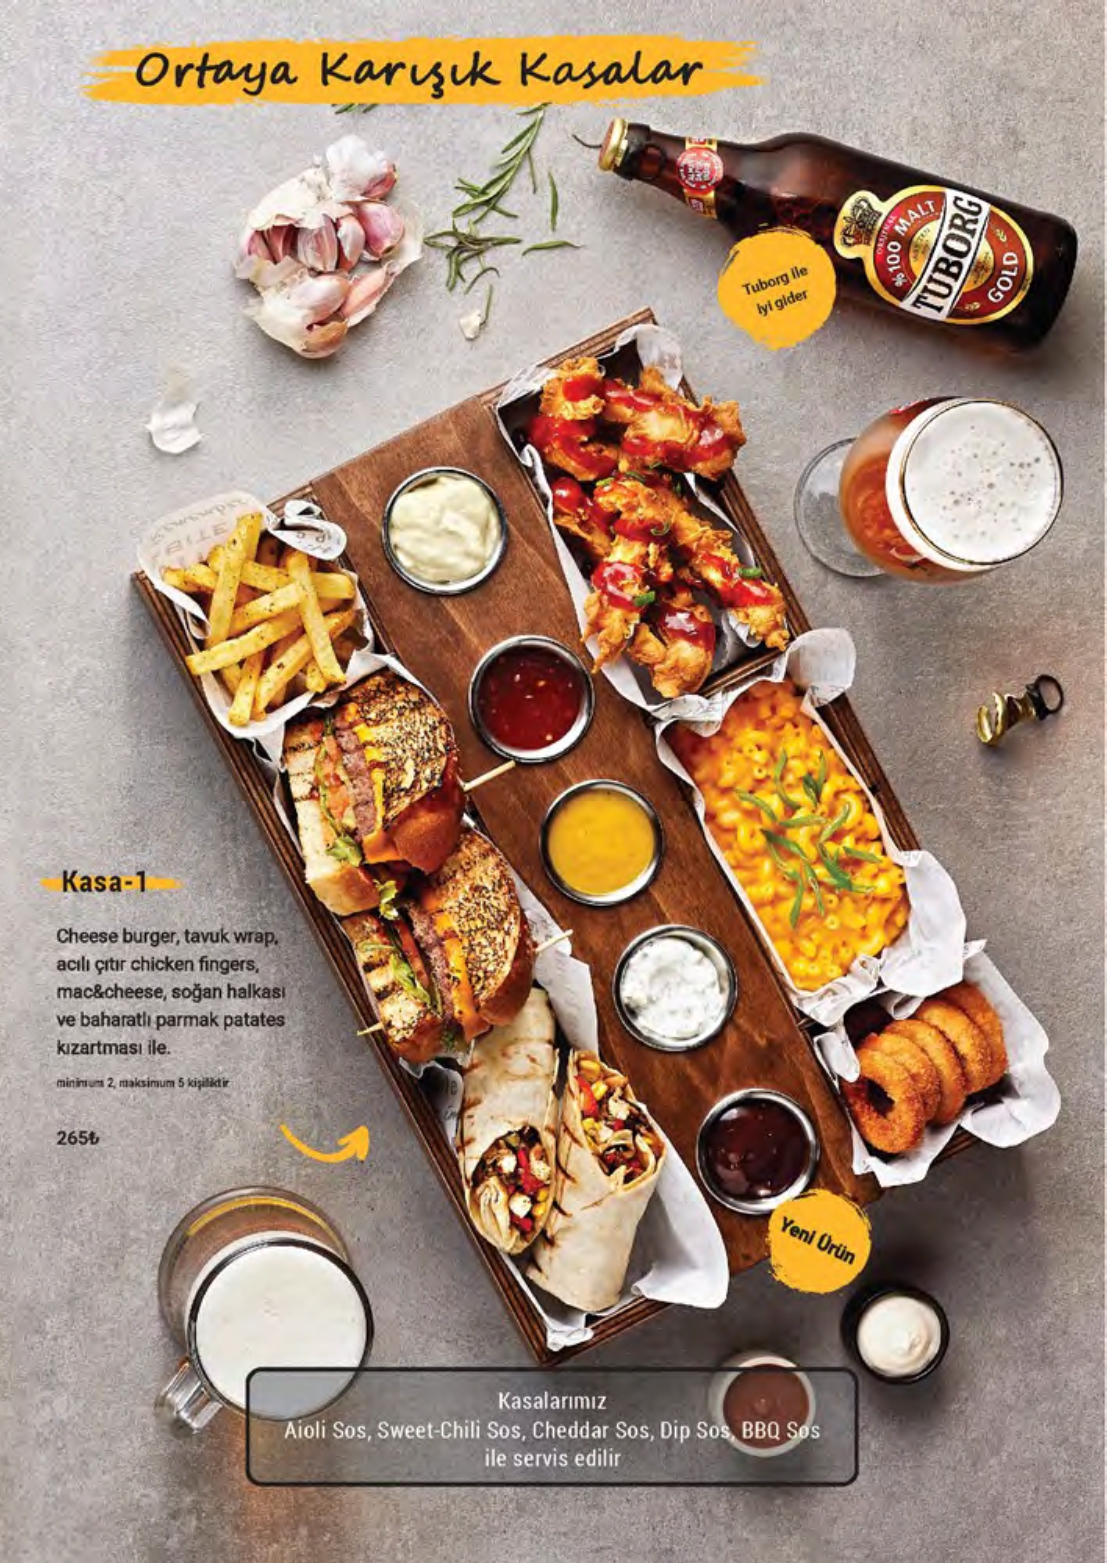 Ortaya Karışık Kasalar
ORIGINAL
%100 MALT
TUBORG
GOLD
Tuborg ile
iyi gider
BITE
Kasa-1
Cheese burger, tavuk wrap,
acılı çıtır chicken fingers,
mac&cheese, soğan halkası
ve baharatlı parmak patates
kızartması ile.
minimum 2, maksimum 5 kişiliktir
265₺
Yeni Ürün
Kasalarımız
Aioli Sos, Sweet-Chili Sos, Cheddar Sos, Dip Sos, BBQ Sos
ile servis edilir